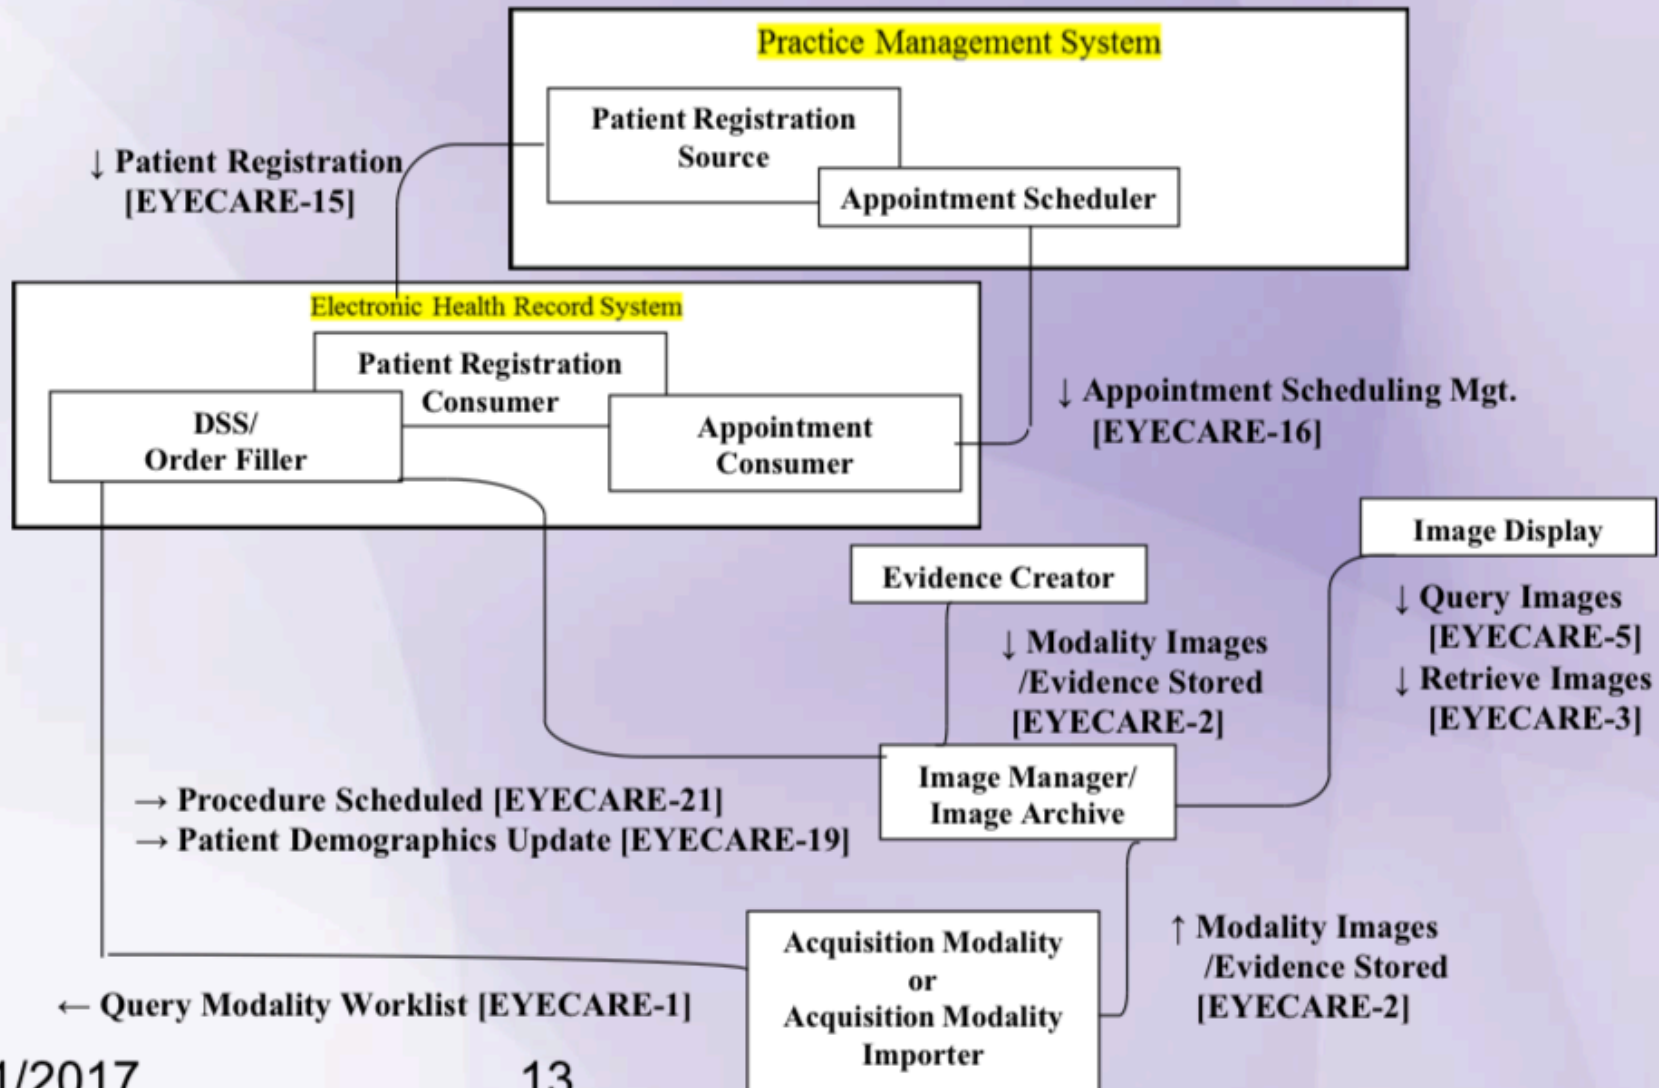 Practice Management System
Patient Registration
Source
Appointment Scheduler
↓ Patient Registration
[EYECARE-15]
Electronic Health Record System
Patient Registration
Consumer
DSS/
Order Filler
Appointment
Consumer
↓ Appointment Scheduling Mgt.
[EYECARE-16]
Image Display
↓ Query Images
[EYECARE-5]
↓ Retrieve Images
[EYECARE-3]
Evidence Creator
↓ Modality Images
/Evidence Stored
[EYECARE-2]
Image Manager/
Image Archive
→ Procedure Scheduled [EYECARE-21]
→ Patient Demographics Update [EYECARE-19]
Acquisition Modality
or
Acquisition Modality
Importer
↑ Modality Images
/Evidence Stored
[EYECARE-2]
← Query Modality Worklist [EYECARE-1]
1/2017
13